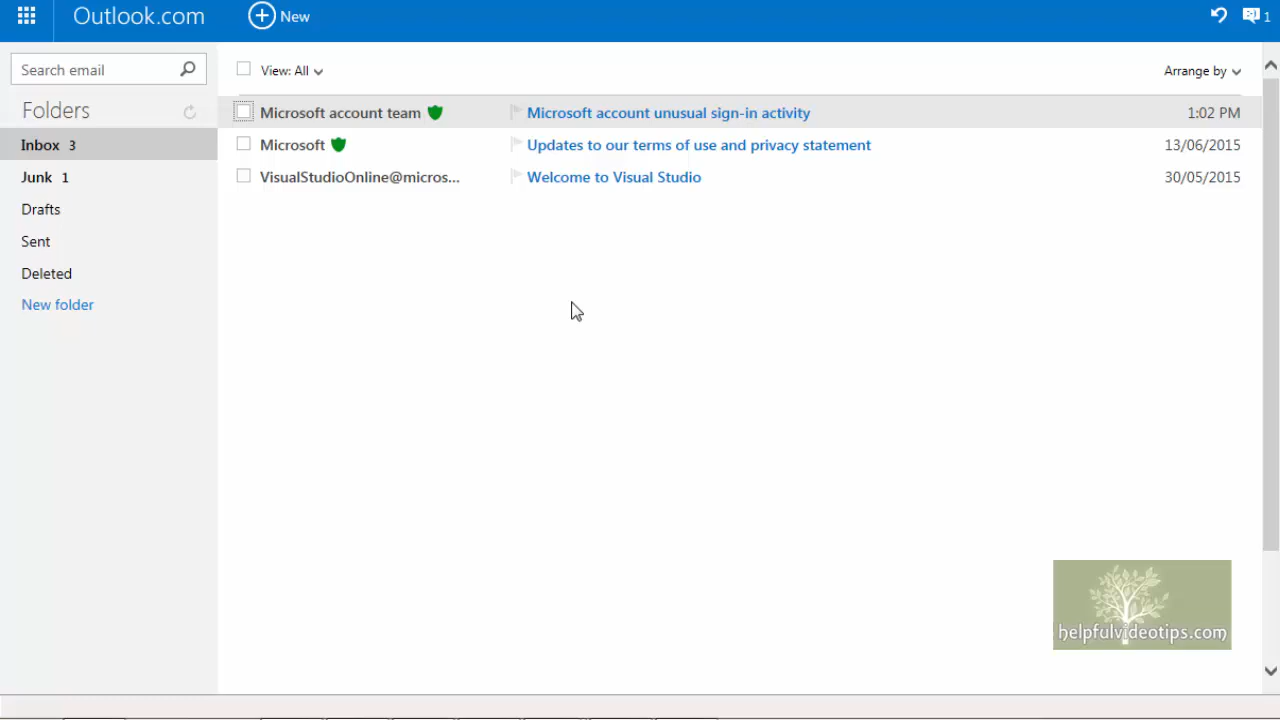 Outlook.com New 1
Search email View: All Arrange by
Folders
Microsoft account team Microsoft account unusual sign-in activity 1:02 PM
Inbox 3 Microsoft Updates to our terms of use and privacy statement 13/06/2015
Junk 1 VisualStudioOnline@micros... Welcome to Visual Studio 30/05/2015
Drafts
Sent
Deleted
New folder
helpfulvideotips.com